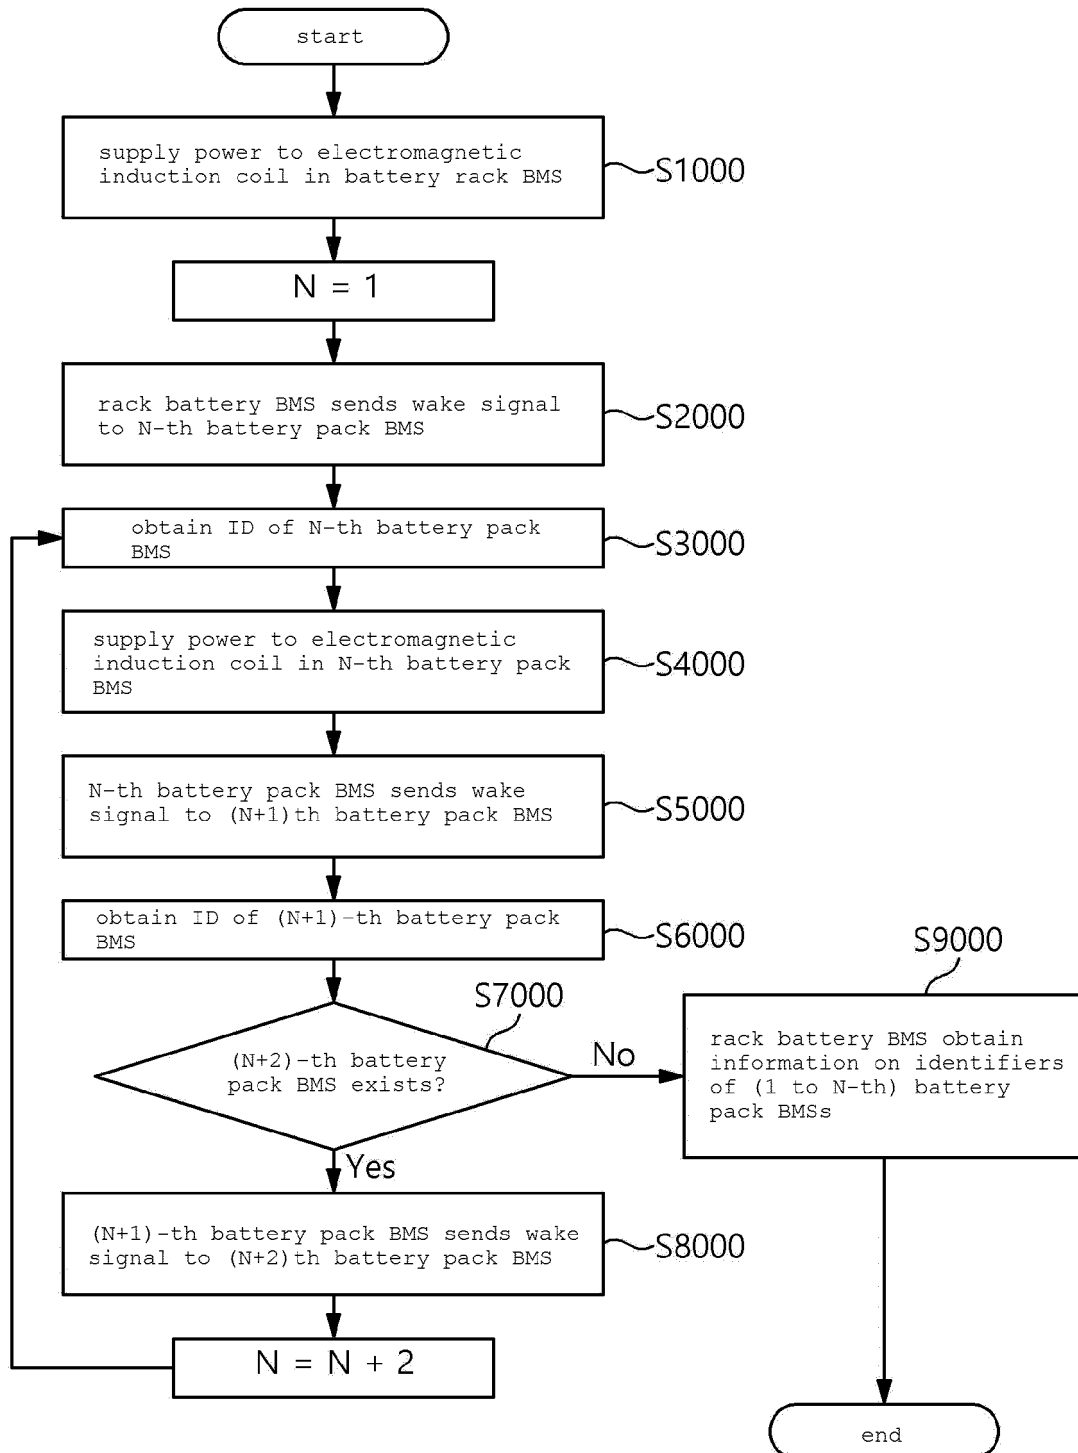 start
supply power to electromagnetic
induction coil in battery rack BMS
S1000
N = 1
rack battery BMS sends wake signal
to N-th battery pack BMS
S2000
obtain ID of N-th battery pack
BMS
S3000
supply power to electromagnetic
induction coil in N-th battery pack
BMS
S4000
N-th battery pack BMS sends wake
signal to (N+1)th battery pack BMS
S5000
obtain ID of (N+1)-th battery pack
BMS
S6000
S7000
(N+2)-th battery
pack BMS exists?
No
S9000
rack battery BMS obtain
information on identifiers
of (1 to N-th) battery
pack BMSs
Yes
(N+1)-th battery pack BMS sends wake
signal to (N+2)th battery pack BMS
S8000
N = N + 2
end